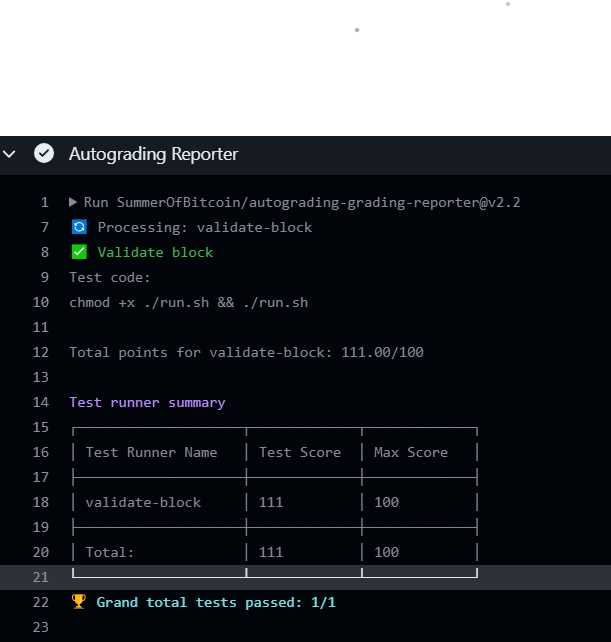 Autograding Reporter
1 Run SummerOfBitcoin/autograding-grading-reporter@v2.2
7 🔄 Processing: validate-block
8 ✅ Validate block
9 Test code:
10 chmod +x ./run.sh && ./run.sh
11
12 Total points for validate-block: 111.00/100
13
14 Test runner summary
15
16 Test Runner Name Test Score Max Score
17
18 validate-block 111 100
19
20 Total: 111 100
21
22 🏆 Grand total tests passed: 1/1
23